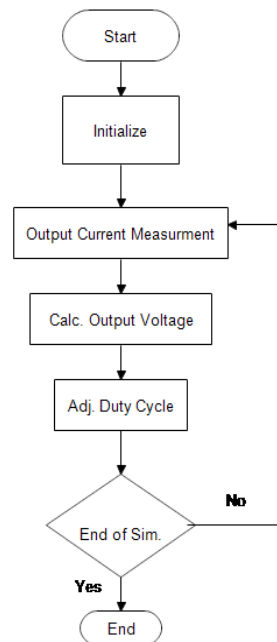 Start
Initialize
Output Current Measurment
Calc. Output Voltage
Adj. Duty Cycle
End of Sim.
No
Yes
End